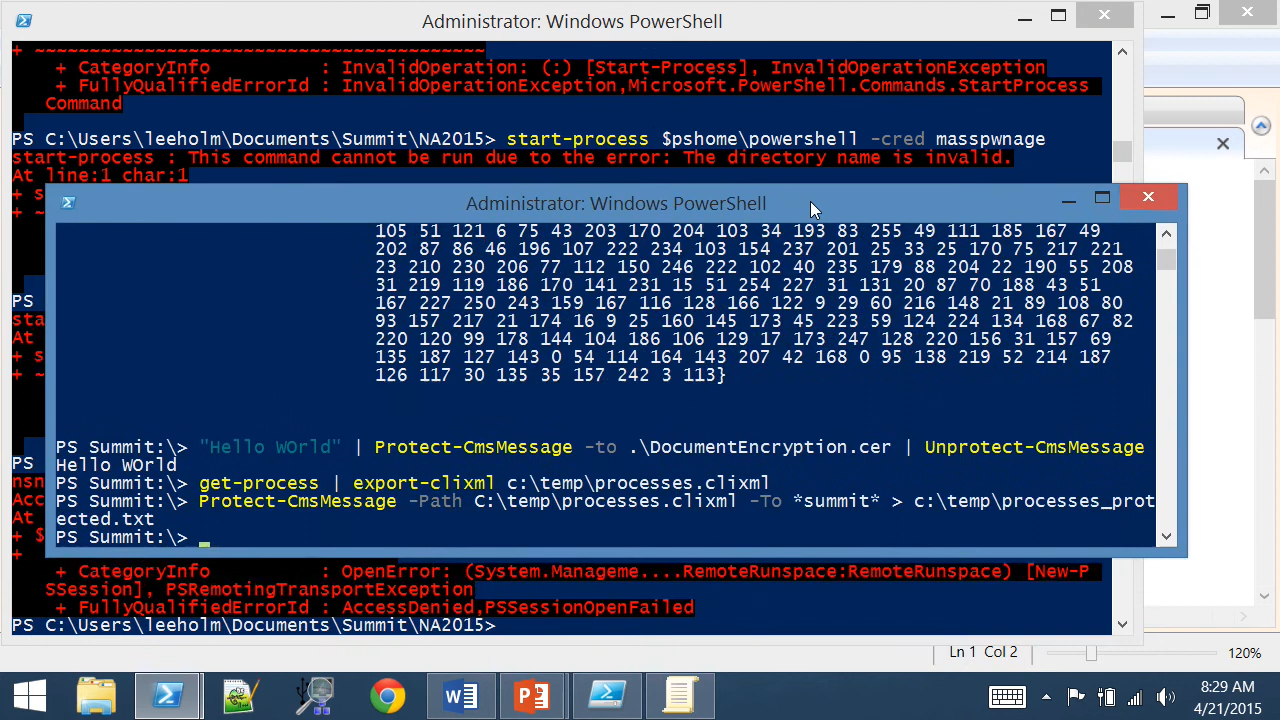 Administrator: Windows PowerShell
+ ~~~~~~~~~~~~~~~~~~~~~~~~~~~~~~~~~~~~~~~~~
+ CategoryInfo : InvalidOperation: (:) [Start-Process], InvalidOperationException
+ FullyQualifiedErrorId : InvalidOperationException,Microsoft.PowerShell.Commands.StartProcess
Command
PS C:\Users\leeholm\Documents\Summit\NA2015> start-process $pshome\powershell -cred masspwnage
start-process : This command cannot be run due to the error: The directory name is invalid.
At line:1 char:1
+ s
+ ~
PS
sta
At
+ s
+ ~
PS
nsn
Acc
At
+ $
+
Administrator: Windows PowerShell
105 51 121 6 75 43 203 170 204 103 34 193 83 255 49 111 185 167 49
202 87 86 46 196 107 222 234 103 154 237 201 25 33 25 170 75 217 221
23 210 230 206 77 112 150 246 222 102 40 235 179 88 204 22 190 55 208
31 219 119 186 170 141 231 15 51 254 227 31 131 20 87 70 188 43 51
167 227 250 243 159 167 116 128 166 122 9 29 60 216 148 21 89 108 80
93 157 217 21 174 16 9 25 160 145 173 45 223 59 124 224 134 168 67 82
220 120 99 178 144 104 186 106 129 17 173 247 128 220 156 31 157 69
135 187 127 143 0 54 114 164 143 207 42 168 0 95 138 219 52 214 187
126 117 30 135 35 157 242 3 113}
PS Summit:\> "Hello WOrld" | Protect-CmsMessage -to .\DocumentEncryption.cer | Unprotect-CmsMessage
Hello WOrld
PS Summit:\> get-process | export-clixml c:\temp\processes.clixml
PS Summit:\> Protect-CmsMessage -Path C:\temp\processes.clixml -To *summit* > c:\temp\processes_prot
ected.txt
PS Summit:\>
+ CategoryInfo : OpenError: (System.Manageme....RemoteRunspace:RemoteRunspace) [New-P
SSession], PSRemotingTransportException
+ FullyQualifiedErrorId : AccessDenied,PSSessionOpenFailed
PS C:\Users\leeholm\Documents\Summit\NA2015>
Ln 1 Col 2
120%
8:29 AM
4/21/2015